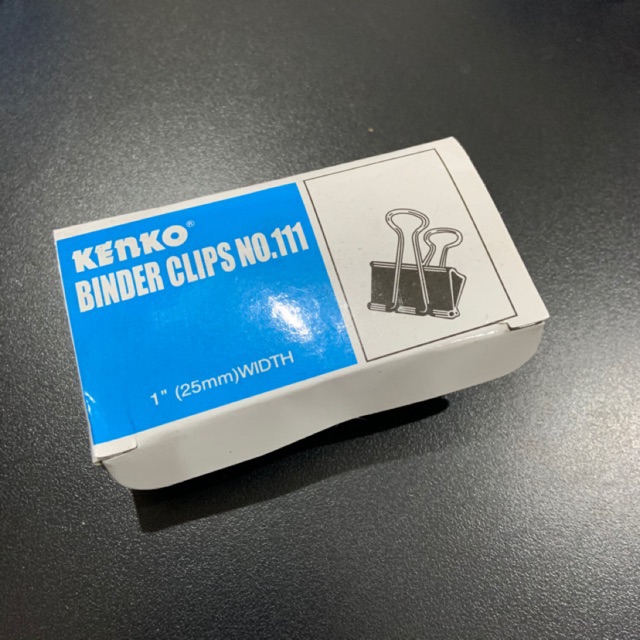 KENKO®
BINDER CLIPS NO.111
1" (25mm)WIDTH